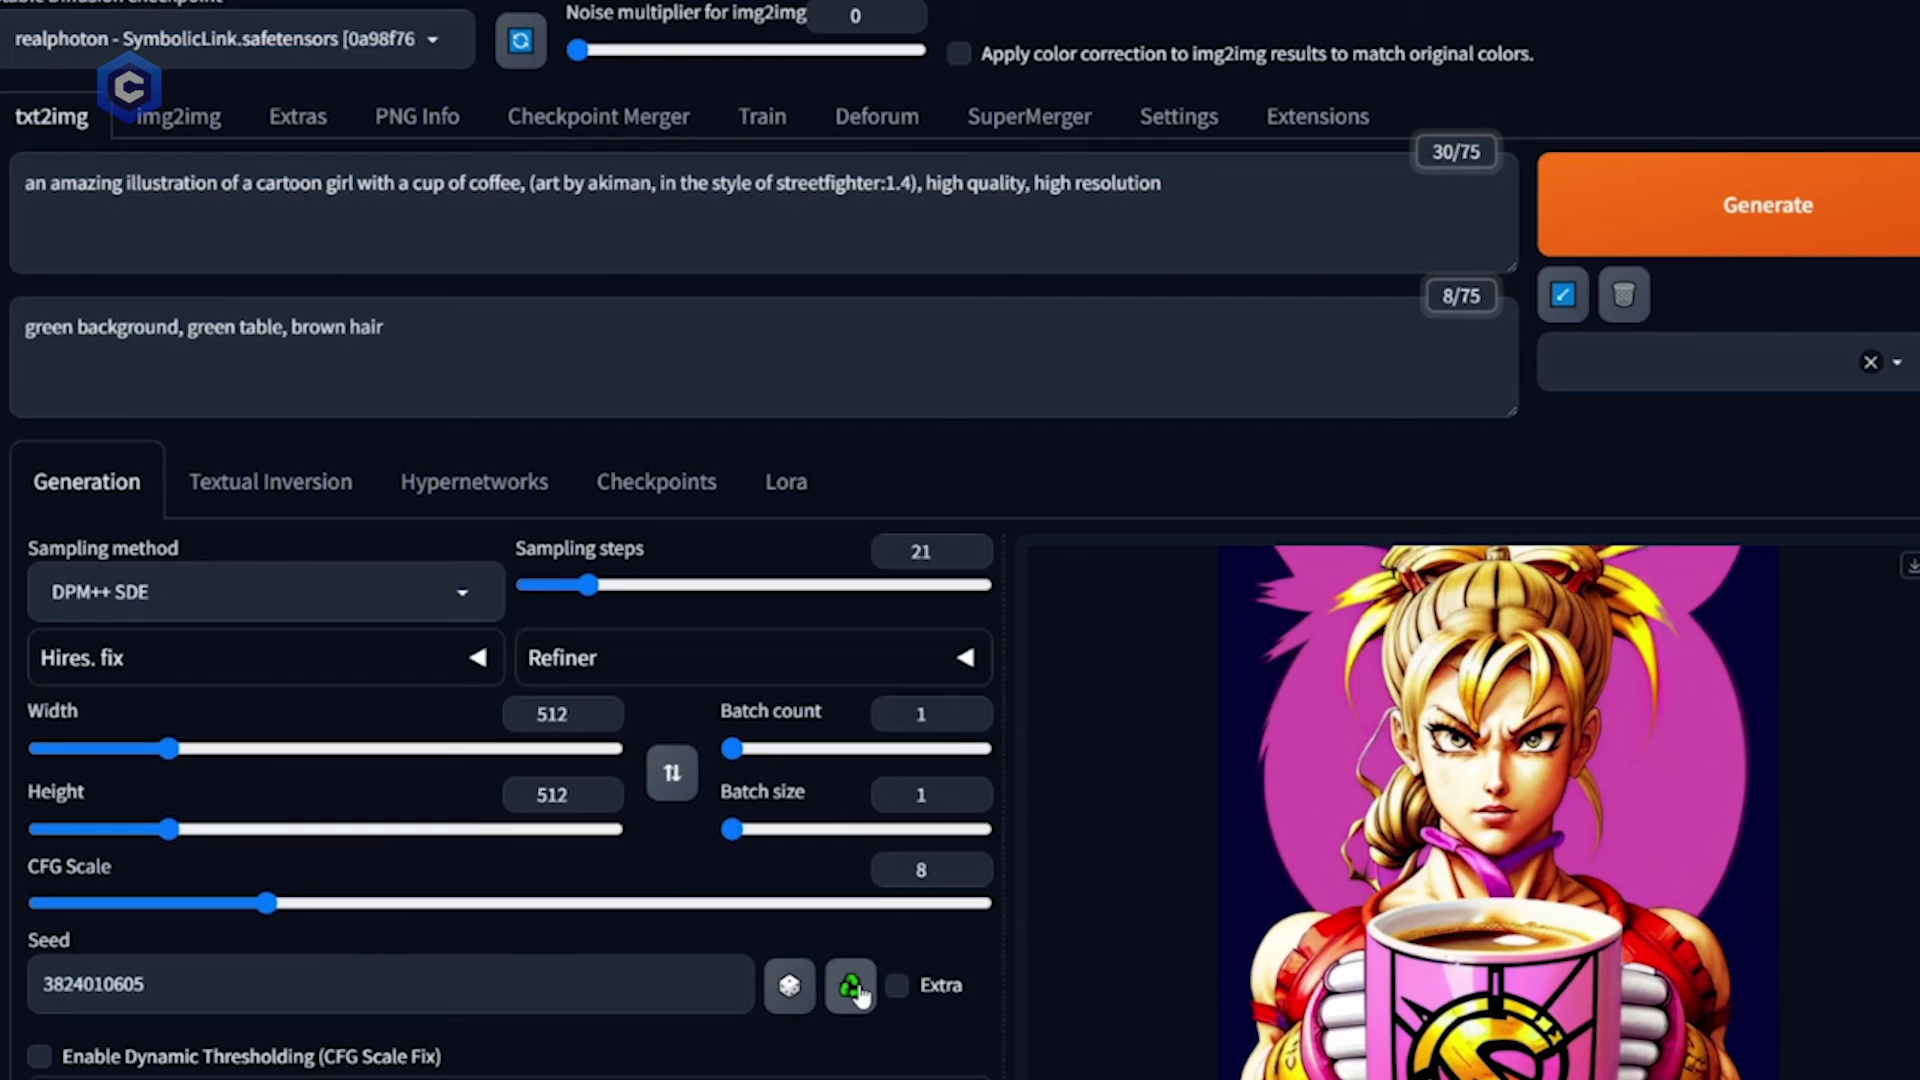 Noise multiplier for img2img
0
realphoton - SymbolicLink.safetensors [0a98f76
Apply color correction to img2img results to match original colors.
txt2img
img2img
Extras
PNG Info
Checkpoint Merger
Train
Deforum
SuperMerger
Settings
Extensions
30/75
an amazing illustration of a cartoon girl with a cup of coffee, (art by akiman, in the style of streetfighter:1.4), high quality, high resolution
Generate
8/75
green background, green table, brown hair
Generation
Textual Inversion
Hypernetworks
Checkpoints
Lora
Sampling method
DPM++ SDE
Sampling steps
21
Hires. fix
Refiner
Width
512
Batch count
1
Height
512
Batch size
1
CFG Scale
8
Seed
3824010605
Extra
Enable Dynamic Thresholding (CFG Scale Fix)